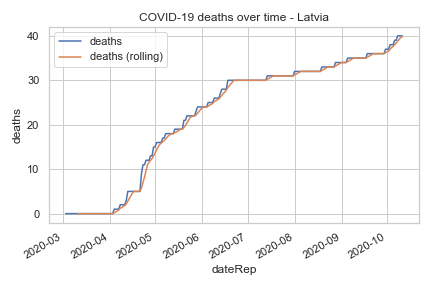 COVID-19 deaths over time - Latvia
deaths
deaths (rolling)
40
30
20
10
0
deaths
2020-03
2020-04
2020-05
2020-06
2020-07
2020-08
2020-09
2020-10
dateRep